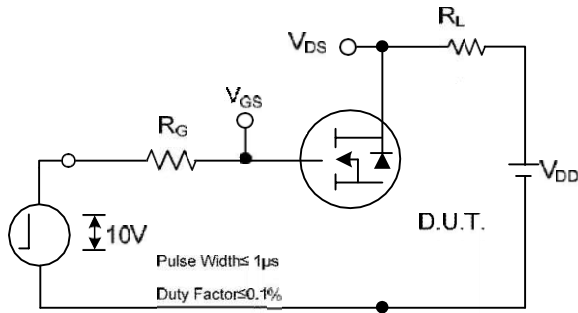 RL
VDS
VGS
RG
VDD
10V
D.U.T.
Pulse Width≤ 1μs
Duty Factor≤0.1%